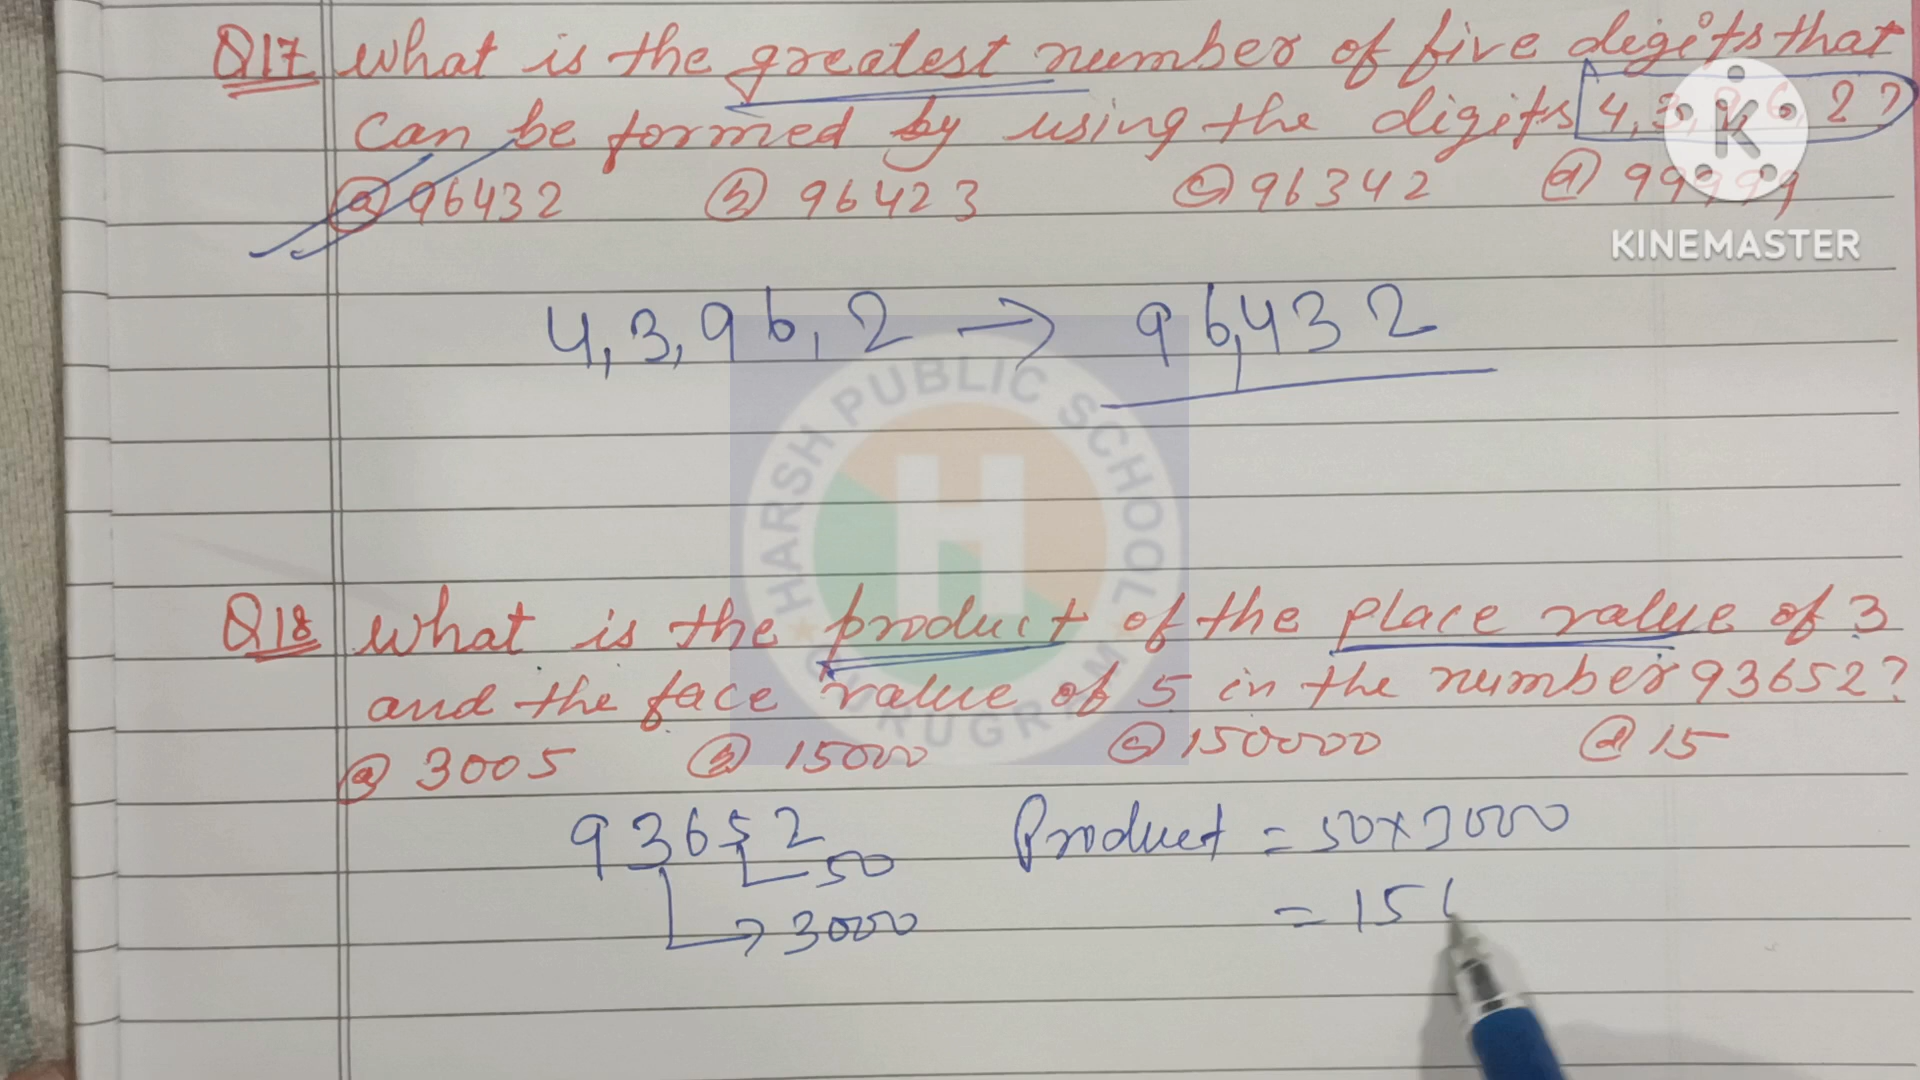 Q17 What is the greatest number of five digits that
can be formed by using the digits 4, 3, 9, 6, 2?
(a) 96432 (b) 96423 (c) 96342 (d) 99999
KINEMASTER
4, 3, 9 6, 2 → 96,432
HARSH PUBLIC SCHOOL
GURUGRAM
H
Q18 What is the product of the place value of 3
and the face value of 5 in the number 93652?
(a) 3005 (b) 15000 (c) 150000 (d) 15
93652 Product = 50×3000
50
→ 3000 = 15